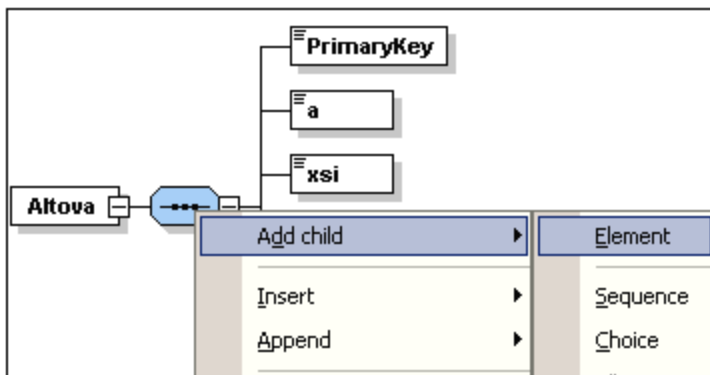 PrimaryKey
a
xsi
Altova
Add child
Element
Insert
Sequence
Append
Choice